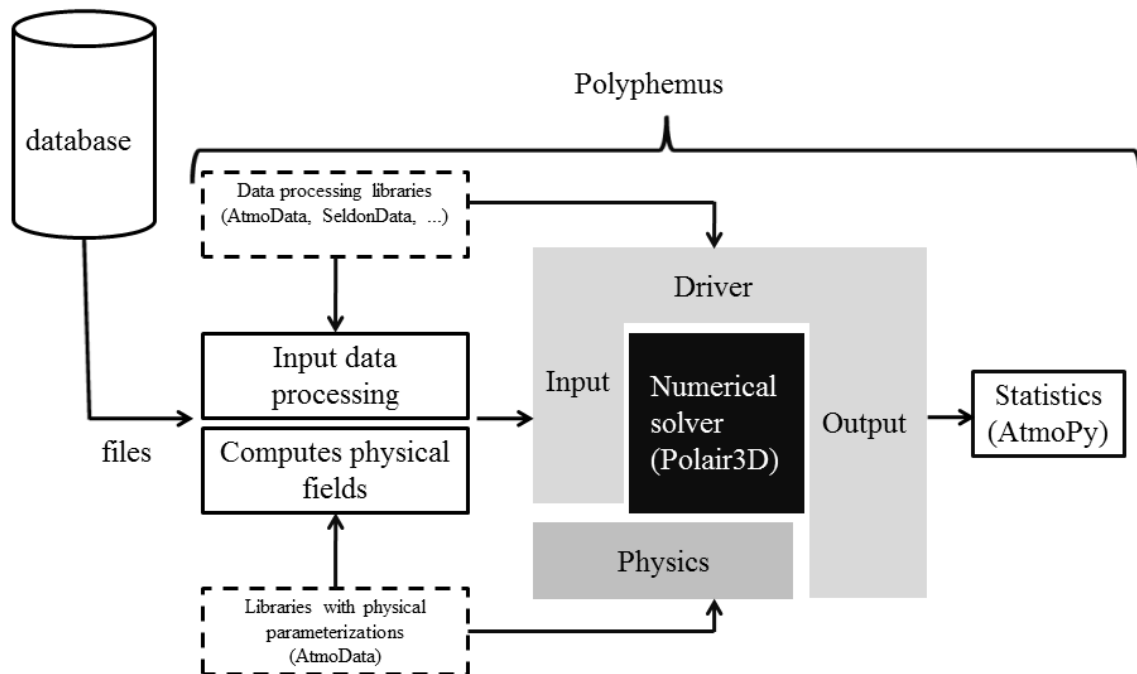 Polyphemus
database
Data processing libraries
(AtmoData, SeldonData, ...)
Driver
Input data
processing
Input
Numerical
solver
(Polair3D)
Output
Statistics
(AtmoPy)
files
Computes physical
fields
Physics
Libraries with physical
parameterizations
(AtmoData)